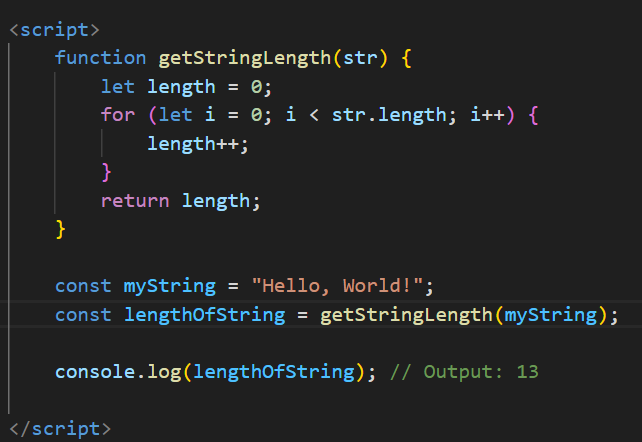 <script>
    function getStringLength(str) {
        let length = 0;
        for (let i = 0; i < str.length; i++) {
            length++;
        }
        return length;
    }

    const myString = "Hello, World!";
    const lengthOfString = getStringLength(myString);

    console.log(lengthOfString); // Output: 13

</script>